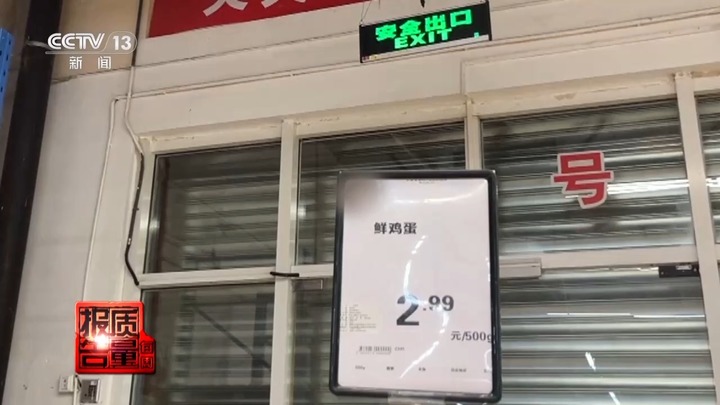 CCTV 13
新闻
安全出口
EXIT
号
鲜鸡蛋
2.99
元/500g
质量
报告